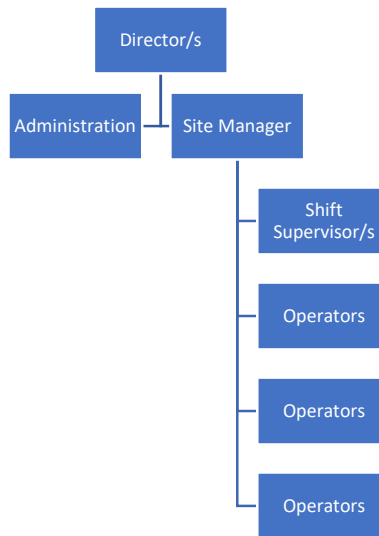 Director/s
Administration
Site Manager
Shift
Supervisor/s
Operators
Operators
Operators